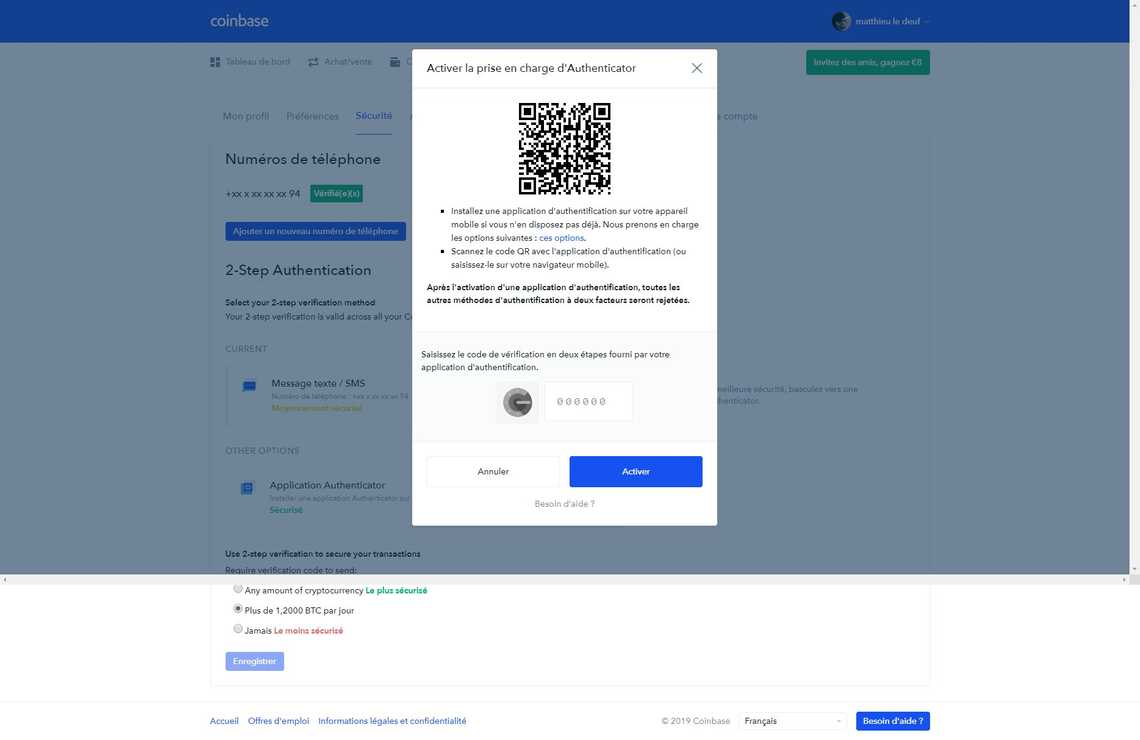 coinbase
matthieu le deuf
Tableau de bord
Achat/vente
Invitez des amis, gagnez €8
Activer la prise en charge d'Authenticator
Mon profil
Préférences
Sécurité
compte
Numéros de téléphone
+xx x xx xx xx 94
Vérifié(e)(s)
Ajouter un nouveau numéro de téléphone
Installez une application d'authentification sur votre appareil
mobile si vous n'en disposez pas déjà. Nous prenons en charge
les options suivantes : ces options.
Scannez le code QR avec l'application d'authentification (ou
saisissez-le sur votre navigateur mobile).
Après l'activation d'une application d'authentification, toutes les
autres méthodes d'authentification à deux facteurs seront rejetées.
2-Step Authentication
Select your 2-step verification method
Your 2-step verification is valid across all your
CURRENT
Message texte / SMS
Numéro de téléphone : +xx x xx xx xx 94
Moyennement sécurisé
meilleure sécurité, basculez vers une
Saisissez le code de vérification en deux étapes fourni par votre
application d'authentification.
000000
Annuler
Activer
Besoin d'aide ?
OTHER OPTIONS
Application Authenticator
Installer une application Authenticator sur
Sécurisé
Use 2-step verification to secure your transactions
Require verification code to send:
Any amount of cryptocurrency Le plus sécurisé
Plus de 1,2000 BTC par jour
Jamais Le moins sécurisé
Enregistrer
Accueil
Offres d'emploi
Informations légales et confidentialité
© 2019 Coinbase
Français
Besoin d'aide ?